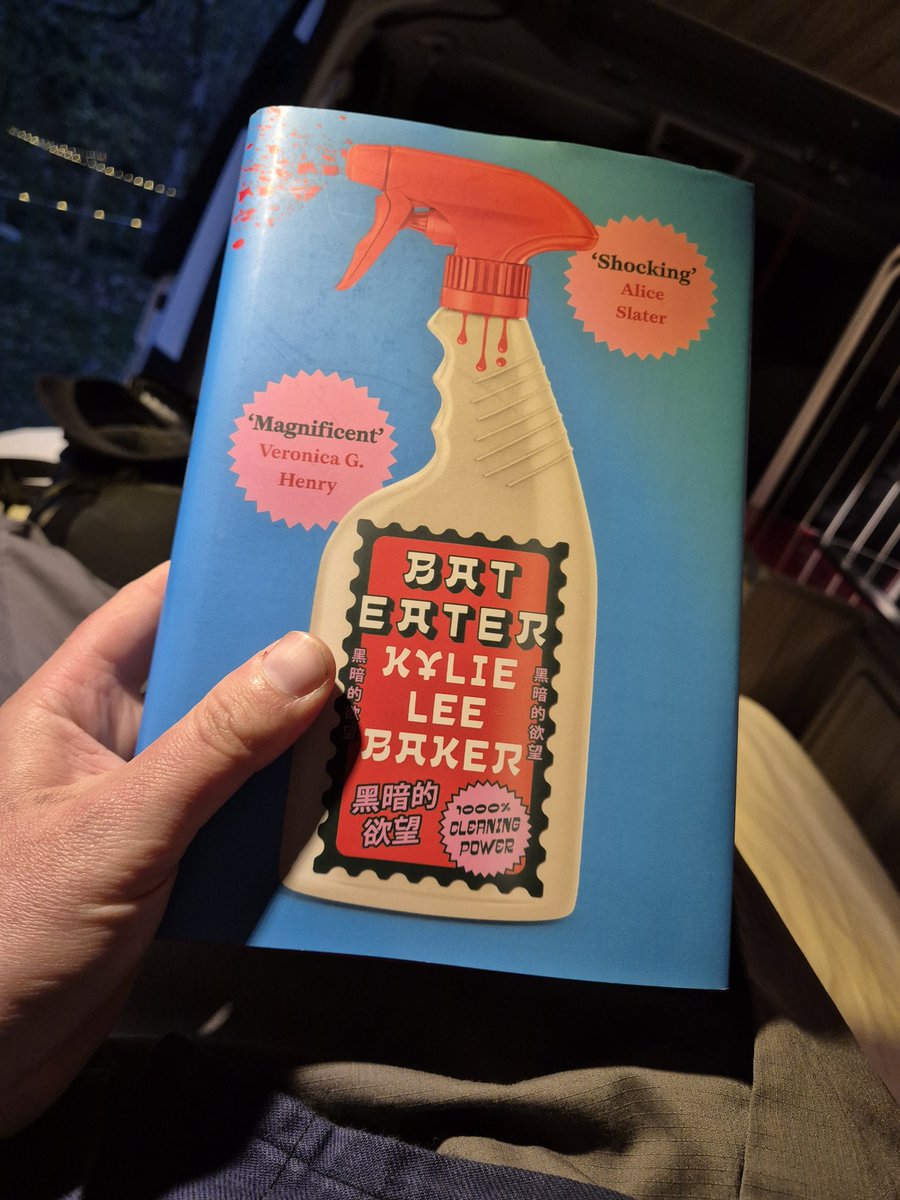 'Shocking'
Alice
Slater
'Magnificent'
Veronica G.
Henry
BAT
EATER
KYLIE
LEE
BAKER
黑暗的欲望
黑暗的欲望
黑暗的
欲望
1000%
CLEANING
POWER